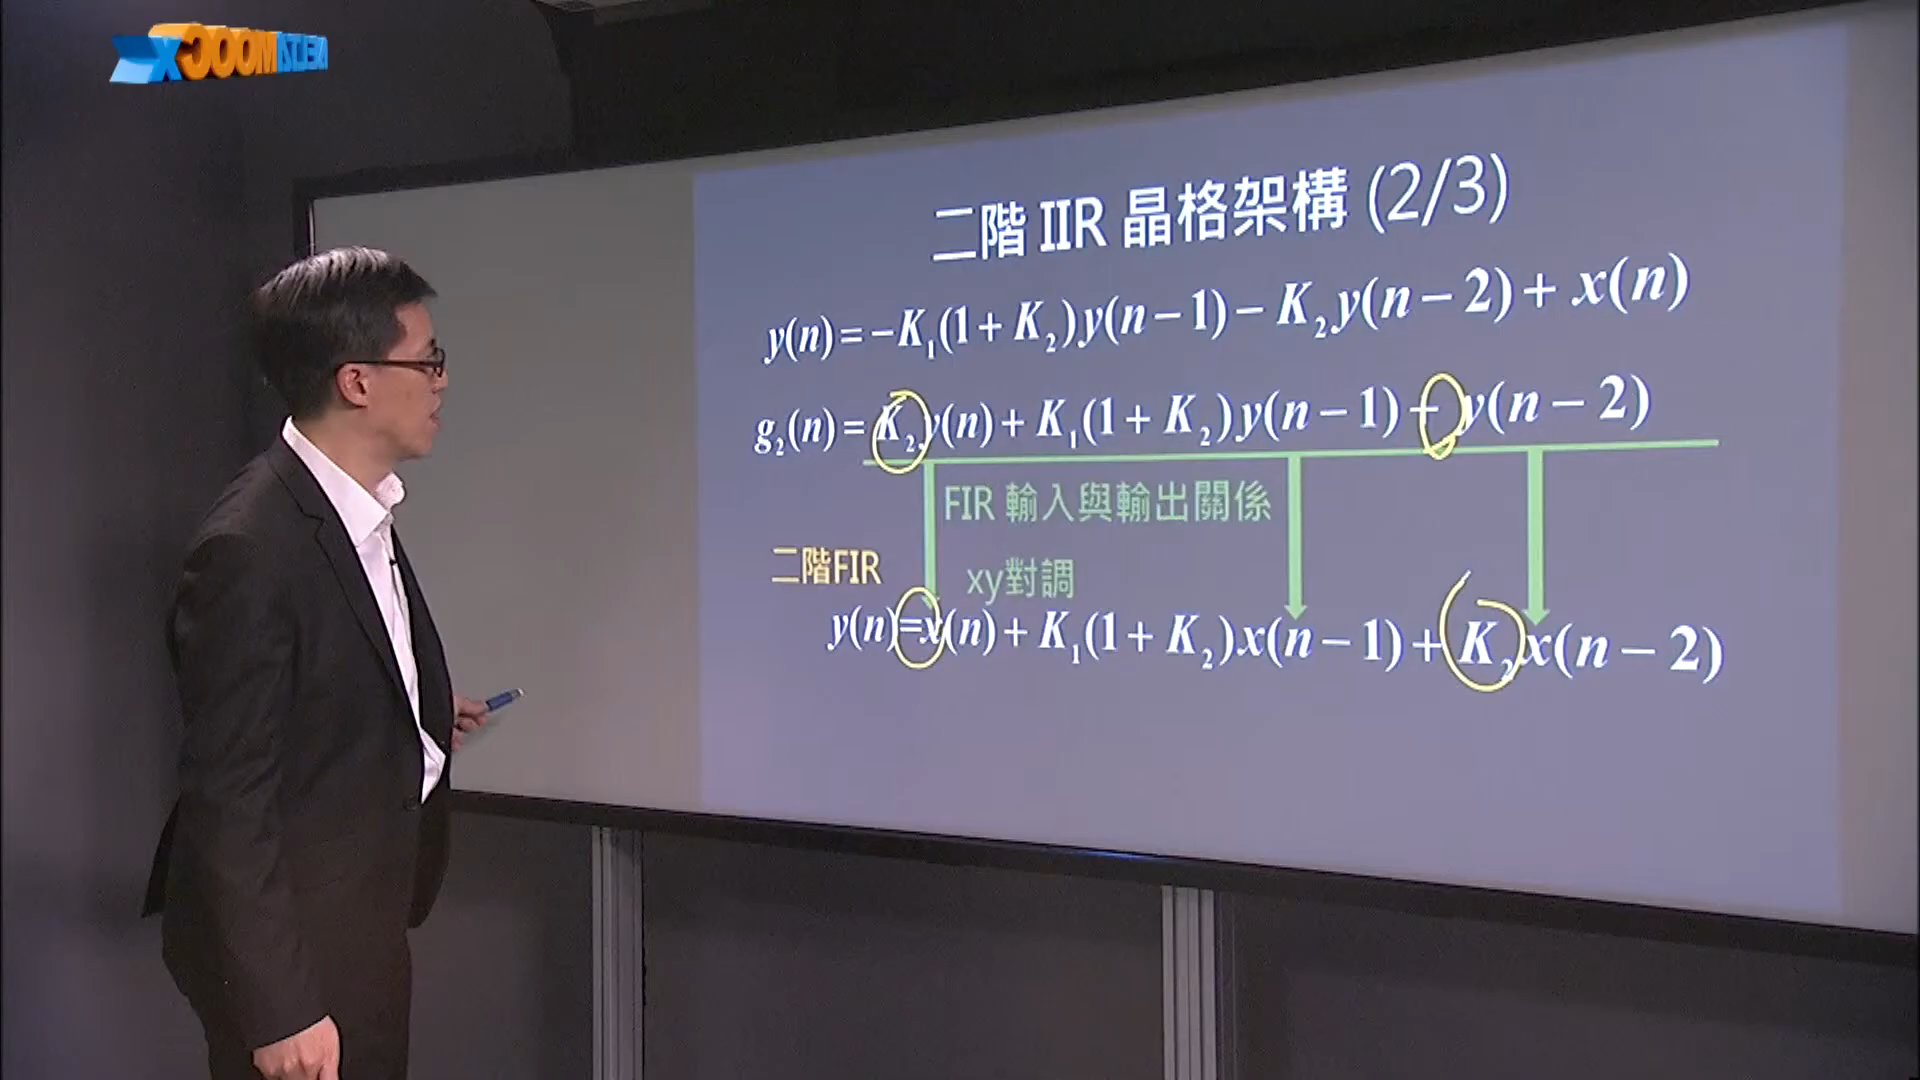 DELTAMOOCX
二階 IIR 晶格架構 (2/3)
y(n)=-K₁(1+K₂)y(n-1)-K₂y(n-2)+x(n)
g₂(n)=K₂y(n)+K₁(1+K₂)y(n-1)+y(n-2)
FIR 輸入與輸出關係
二階FIR
xy對調
y(n)=x(n)+K₁(1+K₂)x(n-1)+K₂x(n-2)